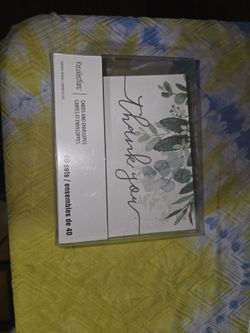 Recollections
CARDS AND ENVELOPES
CARTES ET ENVELOPPES
40 sets / ensembles de 40
thank you